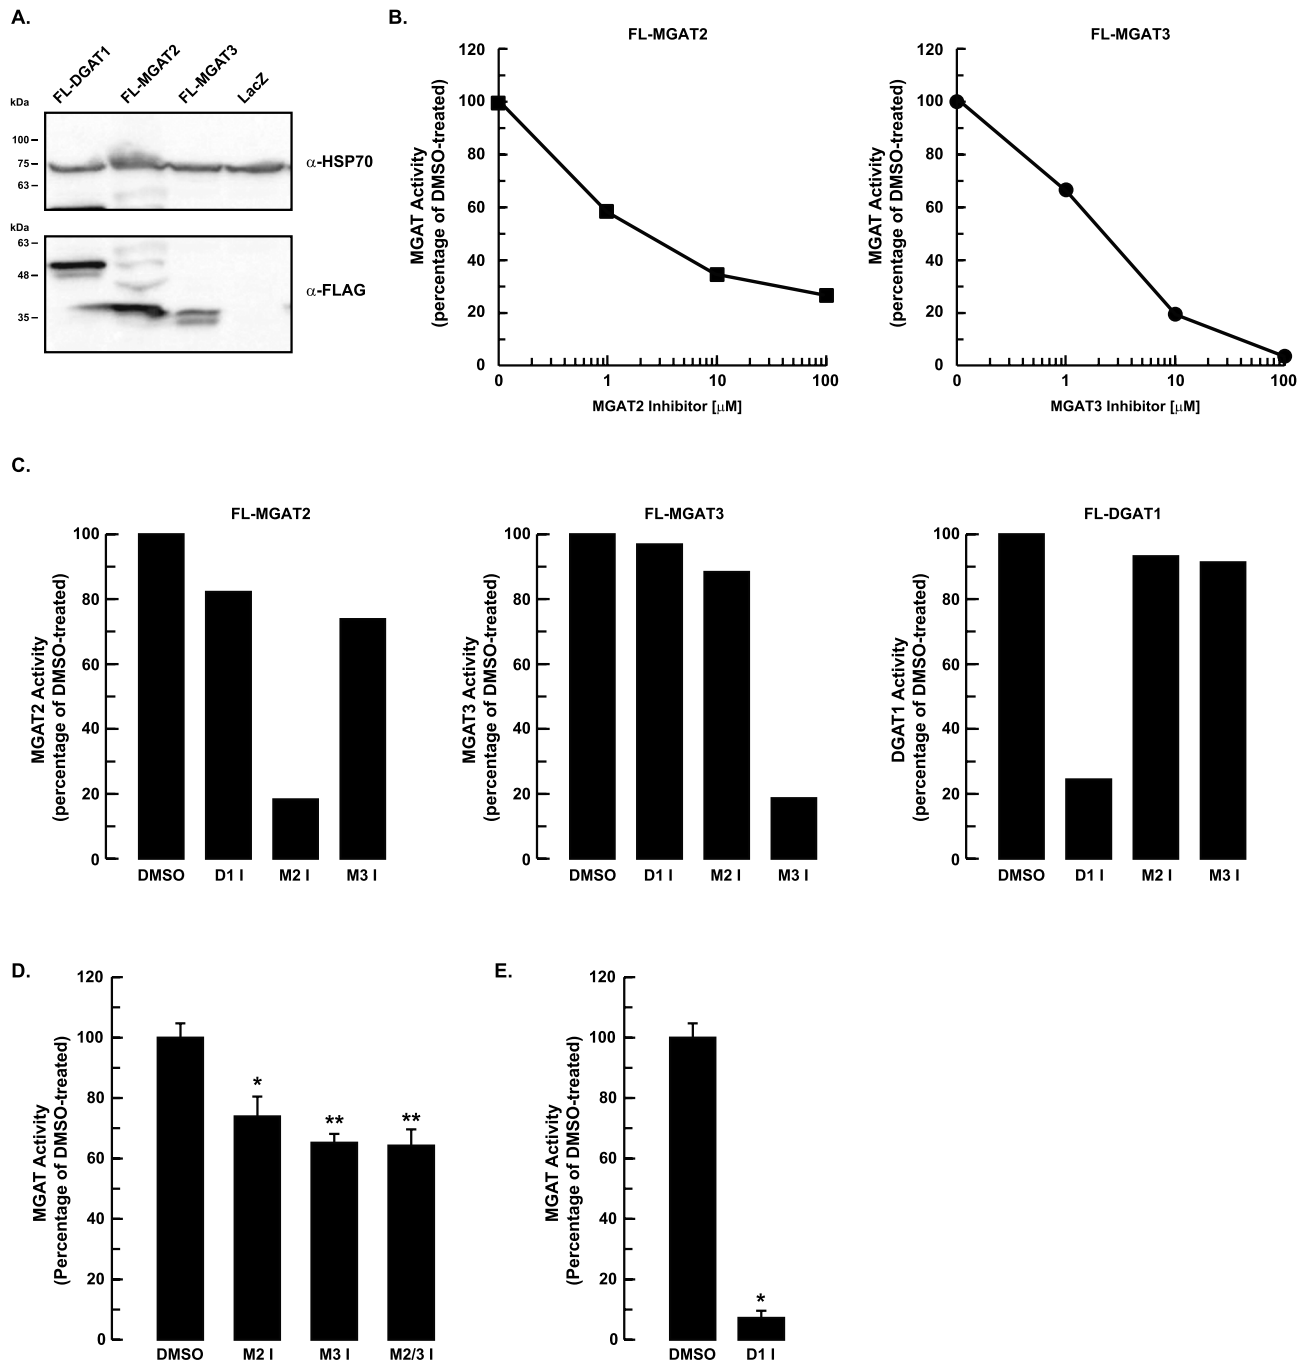 A.
FL-DGAT1 FL-MGAT2 FL-MGAT3 LacZ
kDa
100
75
63
α-HSP70
kDa
63
48
35
α-FLAG
B.
FL-MGAT2
MGAT Activity
(percentage of DMSO-treated)
120
100
80
60
40
20
0
0 1 10 100
MGAT2 Inhibitor [μM]
FL-MGAT3
MGAT Activity
(percentage of DMSO-treated)
120
100
80
60
40
20
0
0 1 10 100
MGAT3 Inhibitor [μM]
C.
FL-MGAT2
MGAT2 Activity
(percentage of DMSO-treated)
100
80
60
40
20
0
DMSO D1 I M2 I M3 I
FL-MGAT3
MGAT3 Activity
(percentage of DMSO-treated)
100
80
60
40
20
0
DMSO D1 I M2 I M3 I
FL-DGAT1
DGAT1 Activity
(percentage of DMSO-treated)
100
80
60
40
20
0
DMSO D1 I M2 I M3 I
D.
MGAT Activity
(Percentage of DMSO-treated)
120
100
80
60
40
20
0
* ** **
DMSO M2 I M3 I M2/3 I
E.
MGAT Activity
(Percentage of DMSO-treated)
120
100
80
60
40
20
0
*
DMSO D1 I